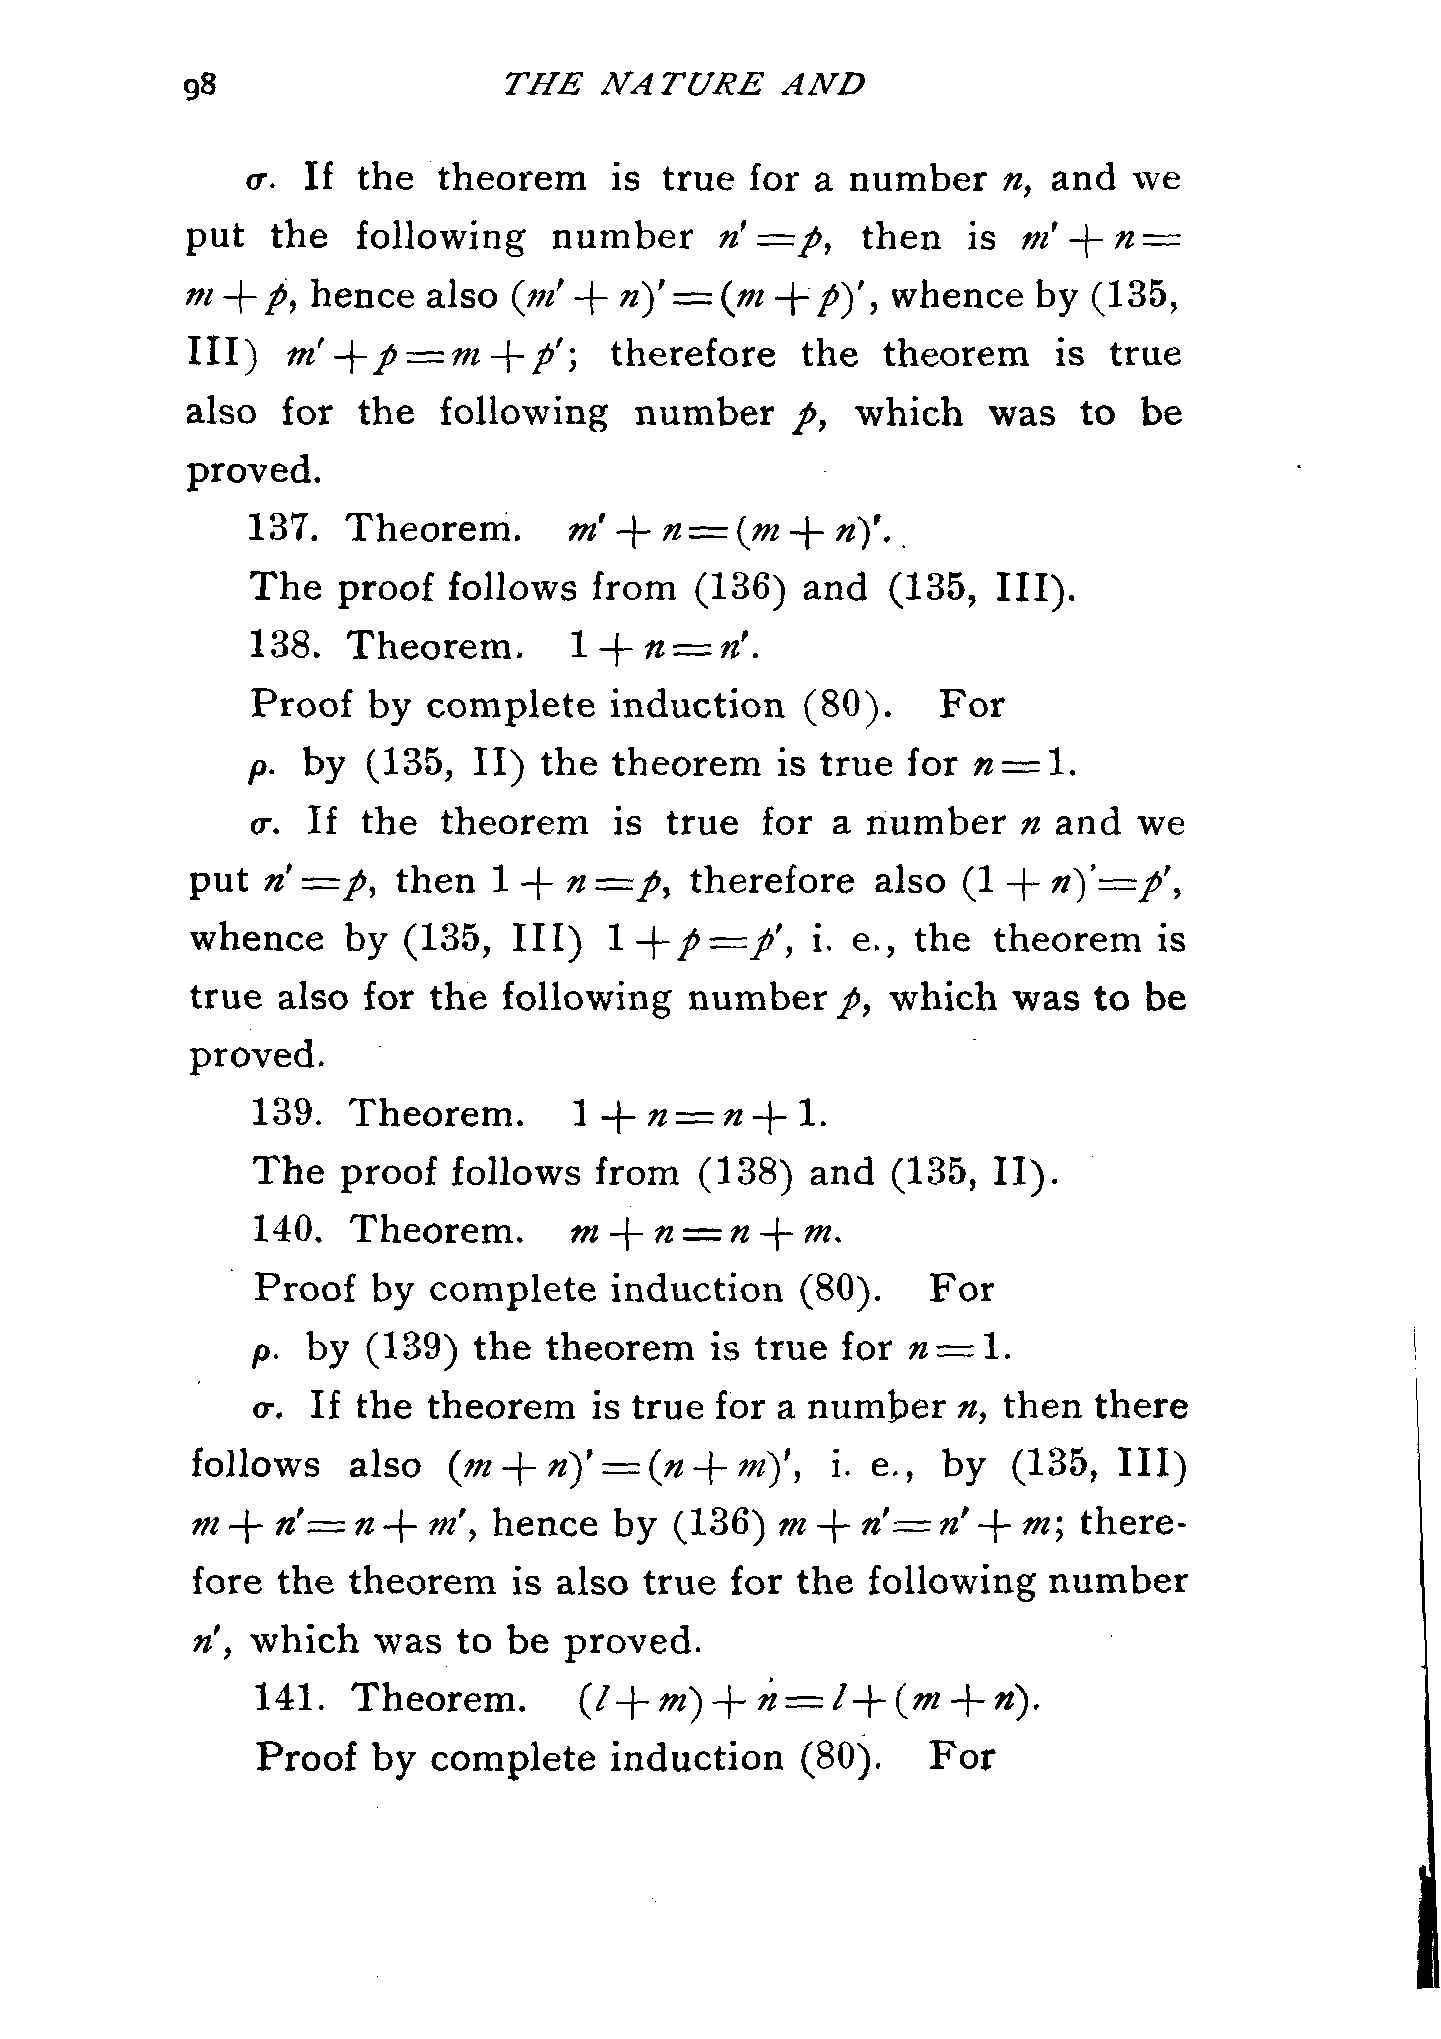 98 THE NATURE AND
σ. If the theorem is true for a number n, and we
put the following number n′=p, then is m′+n=
m+p, hence also (m′+n)′=(m+p)′, whence by (135,
III) m′+p=m+p′; therefore the theorem is true
also for the following number p, which was to be
proved.
137. Theorem. m′+n=(m+n)′.
The proof follows from (136) and (135, III).
138. Theorem. 1+n=n′.
Proof by complete induction (80). For
ρ. by (135, II) the theorem is true for n=1.
σ. If the theorem is true for a number n and we
put n′=p, then 1+n=p, therefore also (1+n)′=p′,
whence by (135, III) 1+p=p′, i. e., the theorem is
true also for the following number p, which was to be
proved.
139. Theorem. 1+n=n+1.
The proof follows from (138) and (135, II).
140. Theorem. m+n=n+m.
Proof by complete induction (80). For
ρ. by (139) the theorem is true for n=1.
σ. If the theorem is true for a number n, then there
follows also (m+n)′=(n+m)′, i. e., by (135, III)
m+n′=n+m′, hence by (136) m+n′=n′+m; there-
fore the theorem is also true for the following number
n′, which was to be proved.
141. Theorem. (l+m)+n=l+(m+n).
Proof by complete induction (80). For